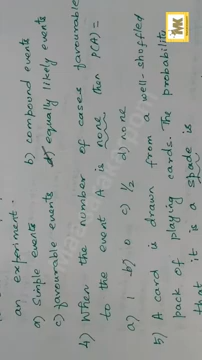 an experiment.
a) simple events b) compound events
c) favourable events d) equally likely events
4) When the number of cases favourable
to the event A is none then P(A) =
a) 1 b) 0 c) 1/2 d) none
5) A card is drawn from a well-shoffled
pack of playing cards. The probability
that it is a spade is